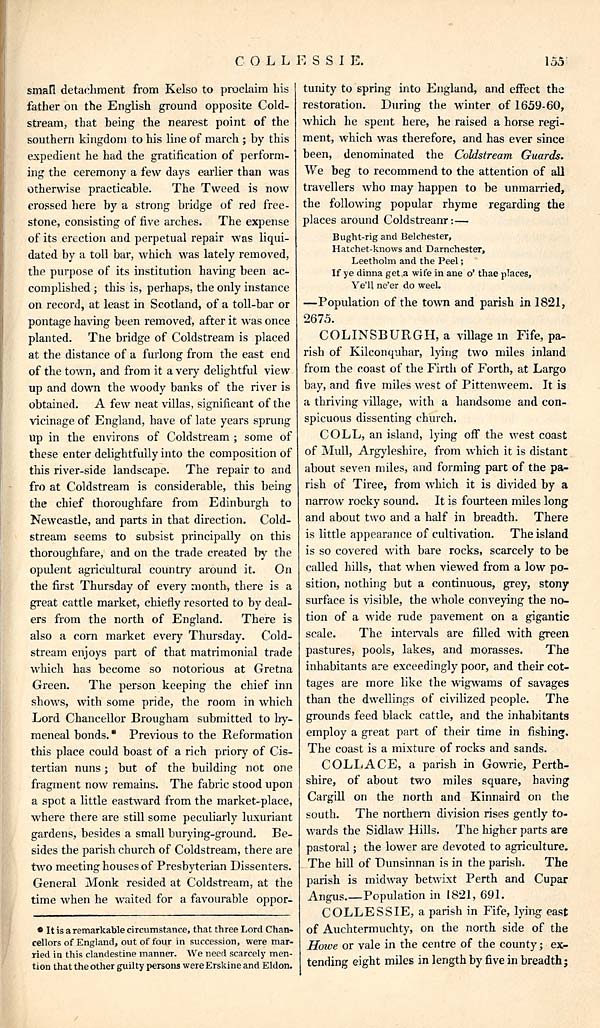 COLLESSIE.
155
small detachment from Kelso to proclaim his
father on the English ground opposite Cold-
stream, that being the nearest point of the
southern kingdom to his line of march ; by this
expedient he had the gratification of perform-
ing the ceremony a few days earlier than was
otherwise practicable. The Tweed is now
crossed here by a strong bridge of red free-
stone, consisting of five arches. The expense
of its erection and perpetual repair was liqui-
dated by a toll bar, which was lately removed,
the purpose of its institution having been ac-
complished ; this is, perhaps, the only instance
on record, at least in Scotland, of a toll-bar or
pontage having been removed, after it was once
planted. The bridge of Coldstream is placed
at the distance of a furlong from the east end
of the town, and from it a very delightful view
up and down the woody banks of the river is
obtained. A few neat villas, significant of the
vicinage of England, have of late years sprung
up in the environs of Coldstream ; some of
these enter delightfully into the composition of
this river-side landscape. The repair to and
fro at Coldstream is considerable, this being
the chief thoroughfare from Edinburgh to
Newcastle, and parts in that direction. Cold-
stream seems to subsist principally on this
thoroughfare, and on the trade created by the
opulent agricultural country around it. On
the first Thursday of every month, there is a
great cattle market, chiefly resorted to by deal-
ers from the north of England. There is
also a corn market every Thursday. Cold-
stream enjoys part of that matrimonial trade
which has become so notorious at Gretna
Green. The person keeping the chief inn
shows, with some pride, the room in which
Lord Chancellor Brougham submitted to hy-
meneal bonds.* Previous to the Reformation
this place could boast of a rich priory of Cis-
tertian nuns ; but of the building not one
fragment now remains. The fabric stood upon
a spot a little eastward from the market-place,
where there are still some peculiarly luxuriant
gardens, besides a small burying-ground. Be-
sides the parish church of Coldstream, there are
two meeting houses of Presbyterian Dissenters.
General Monk resided at Coldstream, at the
time when he waited for a favourable oppor-
* It is a remarkable circumstance, that three Lord Chan-
cellors of England, out of four in succession, were mar-
ried in this clandestine manner. We need scarcely men-
tion that the other guilty persons were Erskine and Eldon.
tunity to spring into England, and effect the
restoration. During the winter of 1659-60,
which he spent here, he raised a horse regi-
ment, which was therefore, and has ever since
been, denominated the Coldstream Guards.
We beg to recommend to the attention of all
travellers who may happen to be unmarried,
the following popular rhyme regarding the
places around Coldstream :—
Bught-rig and Belchester,
Hatchet-knows and Darnchester,
Leetholm and the Peel ;
If ye dinna get a wife in ane o' thae places,
Ye'll ne'er do weel.
—Population of the town and parish in 1821,
2675.
COLINSBURGH, a village in Fife, pa-
rish of Kilconquhar, lying two miles inland
from the coast of the Firth of Forth, at Largo
bay, and five miles west of Pittenweem. It is
a thriving village, with a handsome and con-
spicuous dissenting church.
COLL, an island, lying off the west coast
of Mull, Argyleshire, from which it is distant
about seven miles, and forming part of the pa-
rish of Tiree, from which it is divided by a
narrow rocky sound. It is fourteen miles long
and about two and a half in breadth. There
is little appearance of cultivation. The island
is so covered with bare rocks, scarcely to be
called hills, that when viewed from a low po-
sition, nothing but a continuous, grey, stony
surface is visible, the whole conveying the no-
tion of a wide rude pavement on a gigantic
scale. The intervals are filled with green
pastures, pools, lakes, and morasses. The
inhabitants are exceedingly poor, and their cot-
tages are more like the wigwams of savages
than the dwellings of civilized people. The
grounds feed black cattle, and the inhabitants
employ a great part of their time in fishing.
The coast is a mixture of rocks and sands.
COLLACE, a parish in Gowrie, Perth-
shire, of about two miles square, having
Cargill on the north and Kinnaird on the
south. The northern division rises gently to-
wards the Sidlaw Hills. The higher parts are
pastoral ; the lower are devoted to agriculture.
The hill of Dunsinnan is in the parish. The
parish is midway betwixt Perth and Cupar
Angus.—Population in 1821, 691.
COLLESSIE, a parish in Fife, lying east
of Auchtermuchty, on the north side of the
Howe or vale in the centre of the county ; ex-
tending eight miles in length by five in breadth ;